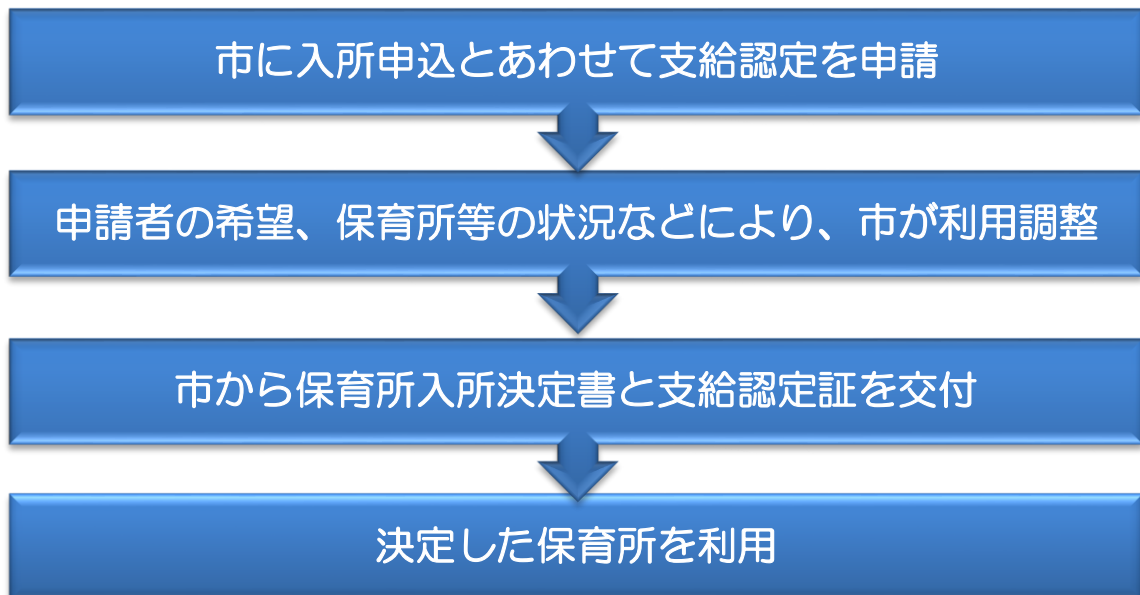 市に入所申込とあわせて支給認定を申請
申請者の希望、保育所等の状況などにより、市が利用調整
市から保育所入所決定書と支給認定証を交付
決定した保育所を利用